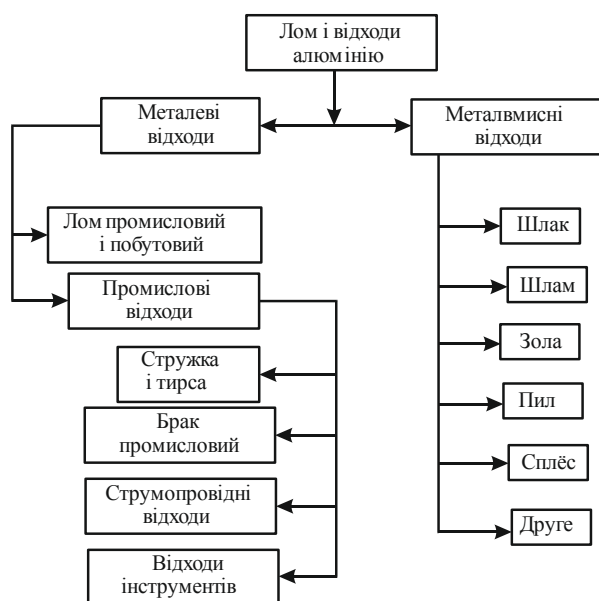 Лом і відходи
алюмінію
Металеві
відходи
Металвмисні
відходи
Лом промисловий
і побутовий
Промислові
відходи
Стружка
і тирса
Брак
промисловий
Струмопровідні
відходи
Відходи
інструментів
Шлак
Шлам
Зола
Пил
Сплёс
Друге